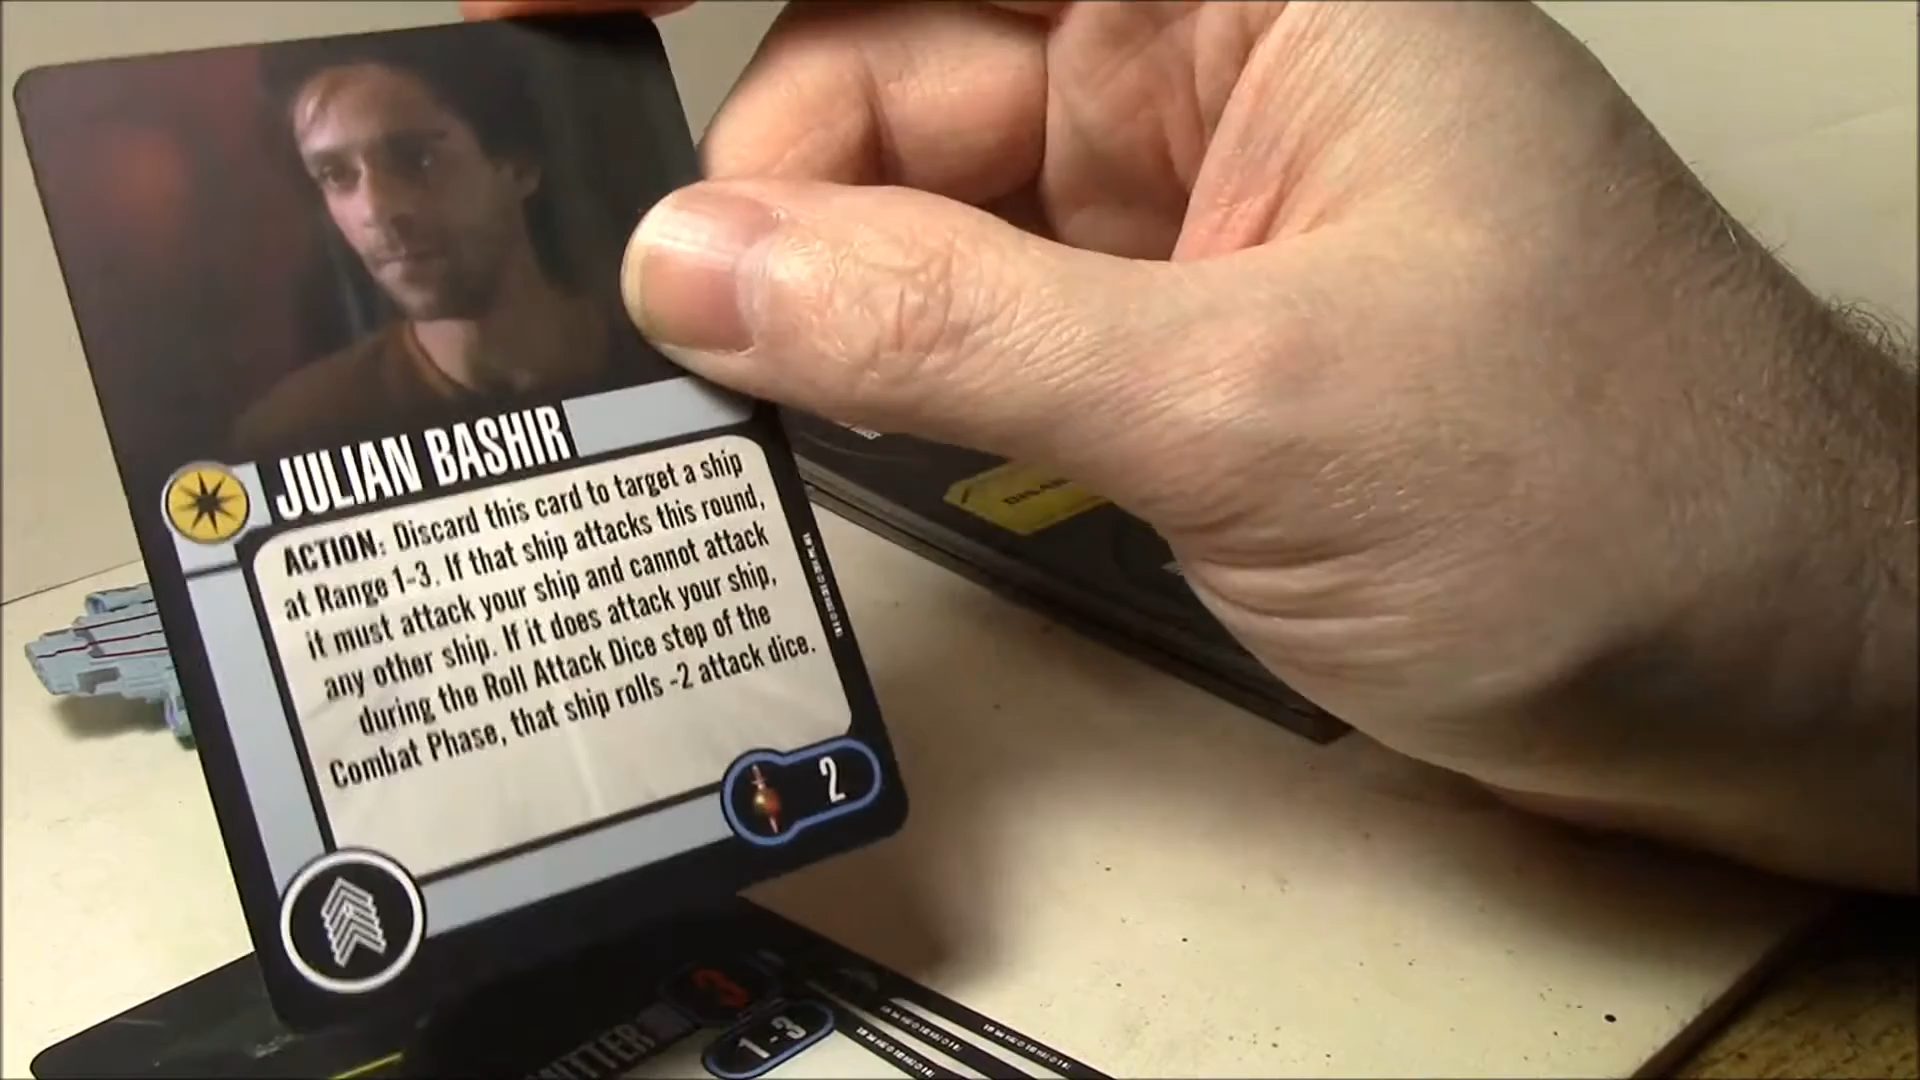 JULIAN BASHIR
ACTION: Discard this card to target a ship
at Range 1-3. If that ship attacks this round,
it must attack your ship and cannot attack
any other ship. If it does attack your ship,
during the Roll Attack Dice step of the
Combat Phase, that ship rolls -2 attack dice.
2
3
1-3